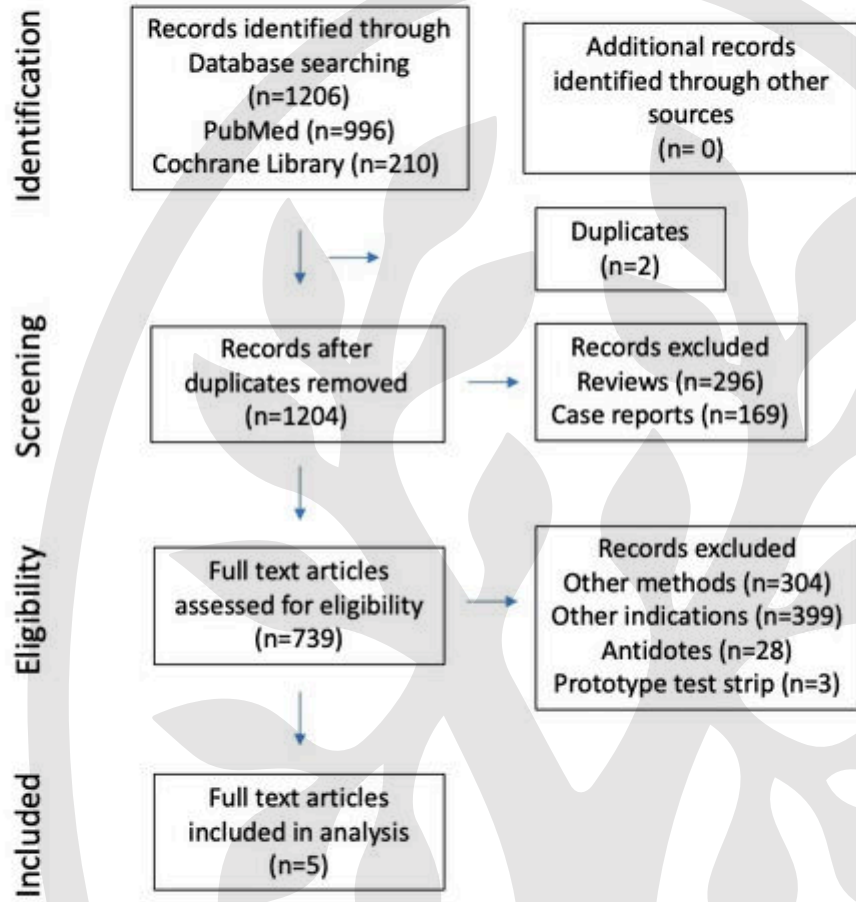 Identification
Records identified through
Database searching
(n=1206)
PubMed (n=996)
Cochrane Library (n=210)
Additional records
identified through other
sources
(n= 0)
Duplicates
(n=2)
Screening
Records after
duplicates removed
(n=1204)
Records excluded
Reviews (n=296)
Case reports (n=169)
Eligibility
Full text articles
assessed for eligibility
(n=739)
Records excluded
Other methods (n=304)
Other indications (n=399)
Antidotes (n=28)
Prototype test strip (n=3)
Included
Full text articles
included in analysis
(n=5)